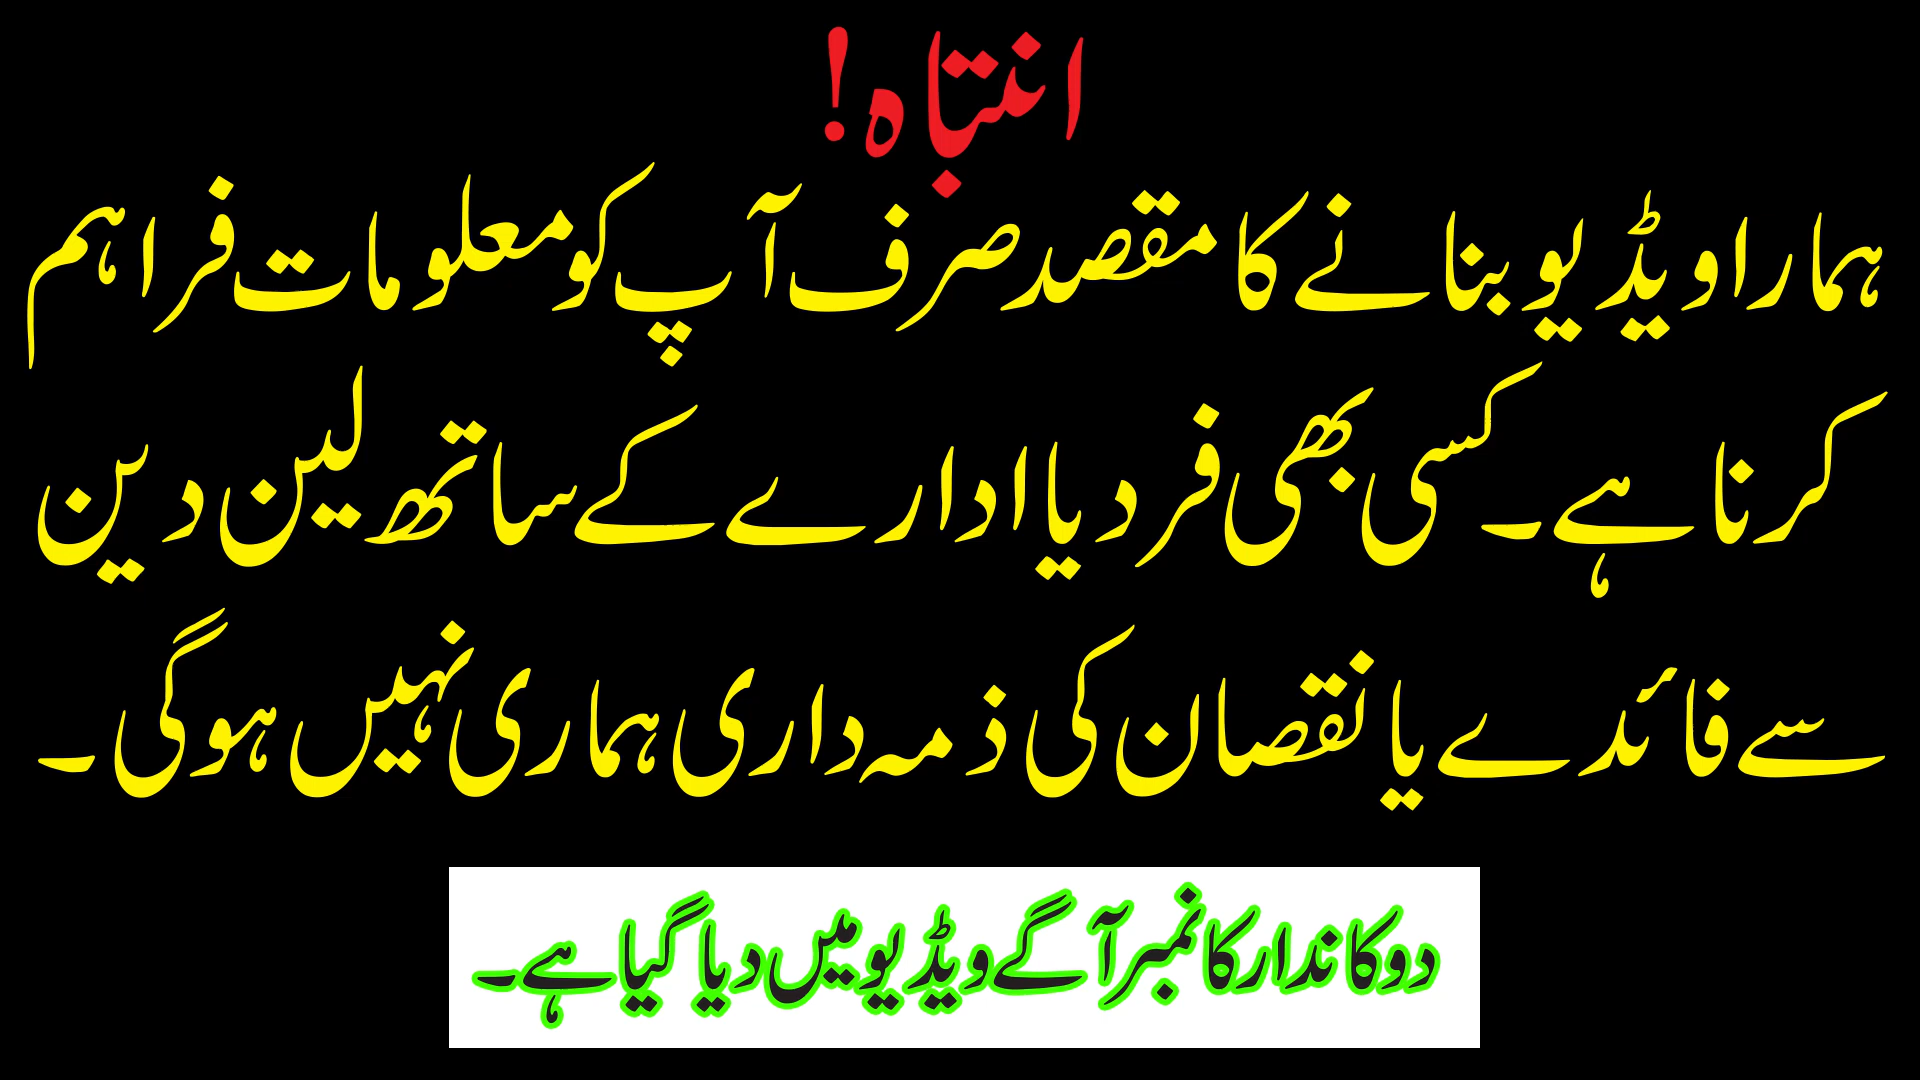 انتباہ!
ہمارا ویڈیو بنانے کا مقصد صرف آپ کو معلومات فراہم
کرنا ہے۔ کسی بھی فرد یا ادارے کے ساتھ لین دین
سے فائدے یا نقصان کی ذمہ داری ہماری نہیں ہوگی۔
دوکاندار کا نمبر آگے ویڈیو میں دیا گیا ہے۔